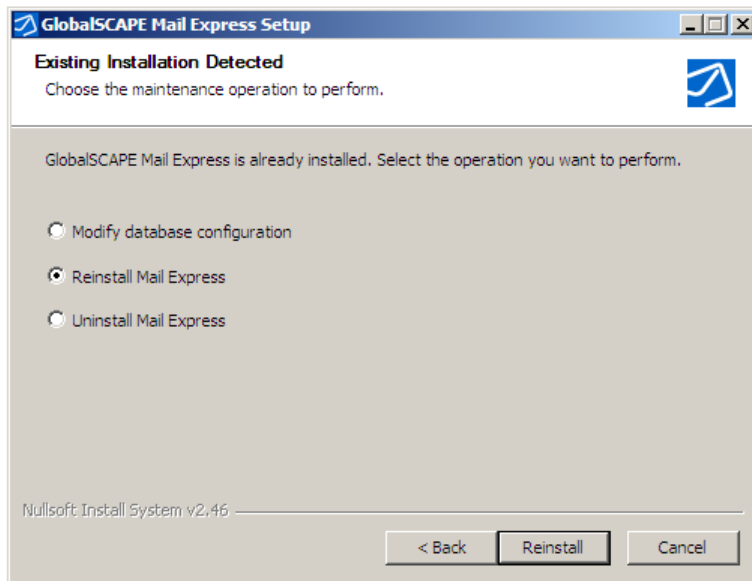 GlobalSCAPE Mail Express Setup
Existing Installation Detected
Choose the maintenance operation to perform.
GlobalSCAPE Mail Express is already installed. Select the operation you want to perform.
Modify database configuration
Reinstall Mail Express
Uninstall Mail Express
Nullsoft Install System v2.46
< Back Reinstall Cancel